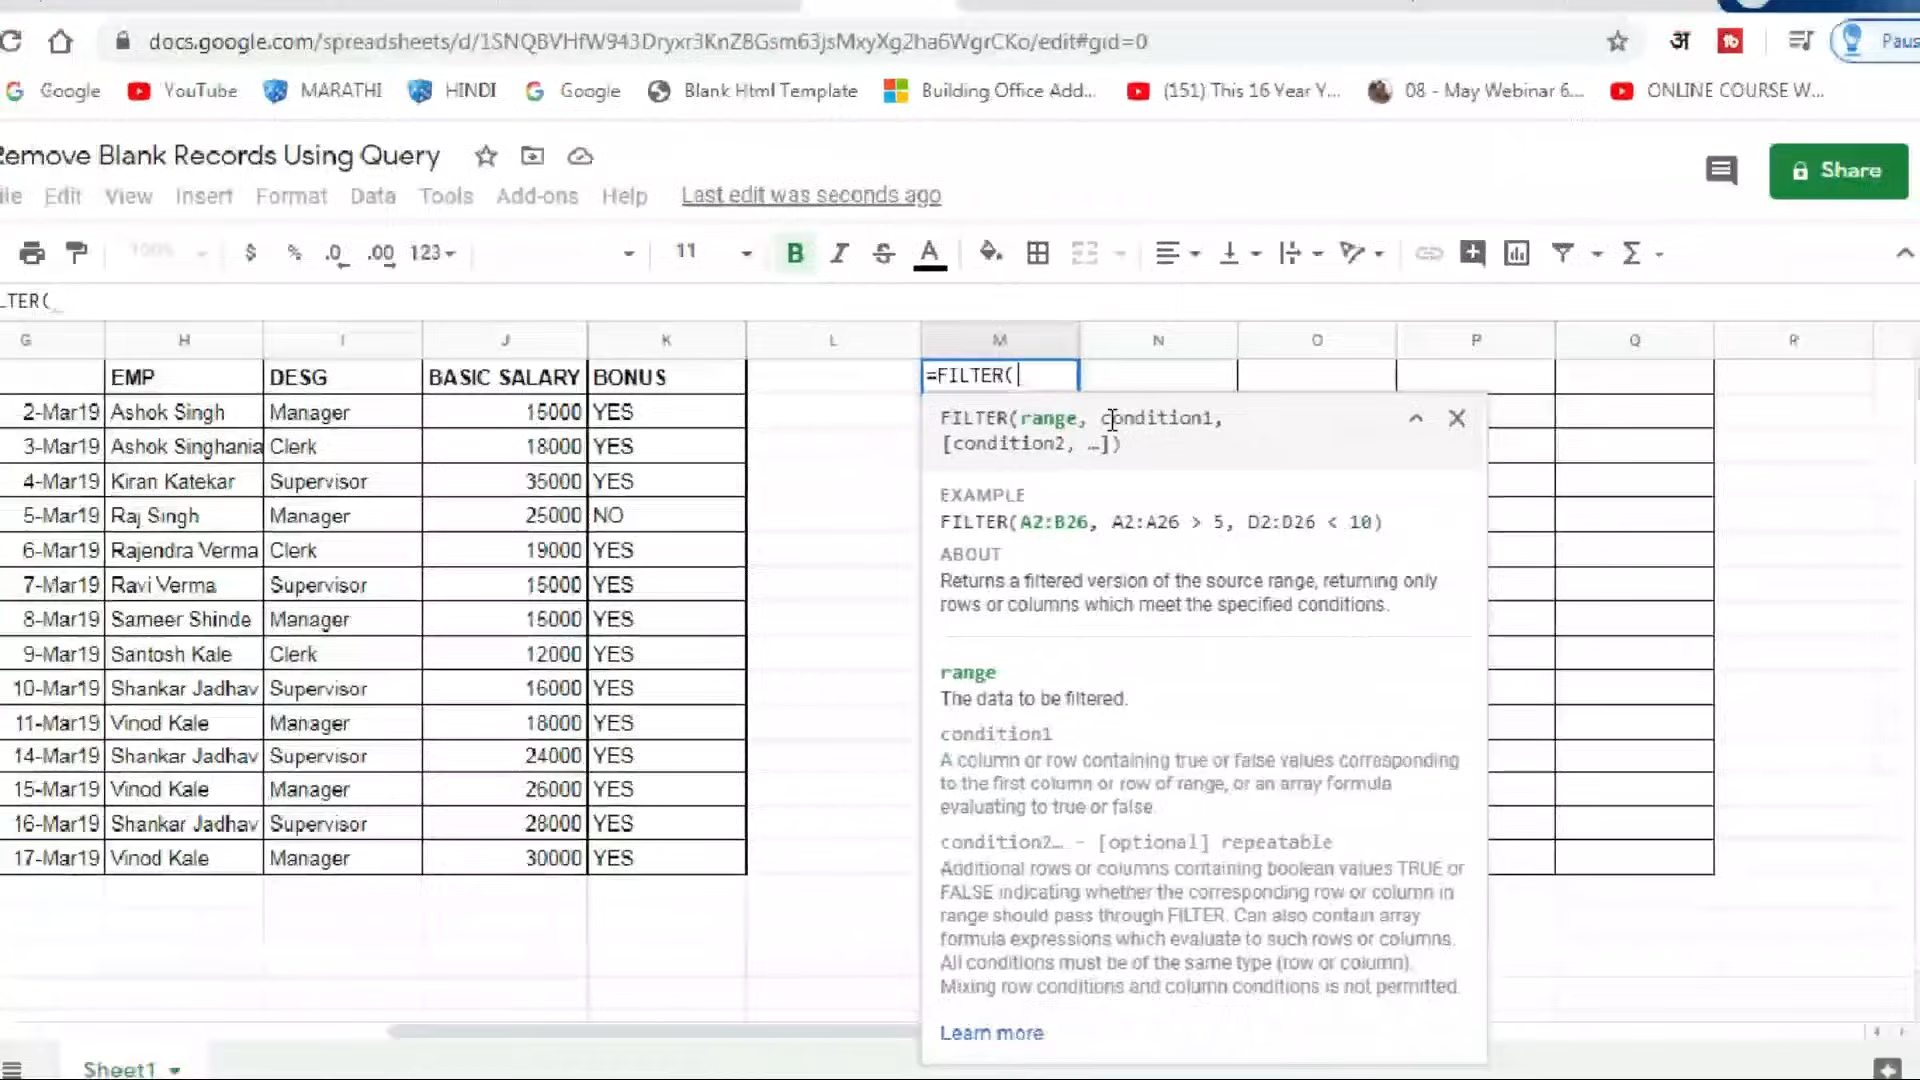 docs.google.com/spreadsheets/d/1SNQBVHfW943Dryxr3KnZ8Gsm63jsMxyXg2ha6WgrCKo/edit#gid=0
अ
tb
Paus
Google YouTube MARATHI HINDI Google Blank Html Template Building Office Add... (151) This 16 Year Y... 08 - May Webinar 6... ONLINE COURSE W...
Remove Blank Records Using Query
Share
ile Edit View Insert Format Data Tools Add-ons Help Last edit was seconds ago
100% $ % .0 .00 123 11 B I S A Σ
LTER(
G H I J K L M N O P Q R
EMP DESG BASIC SALARY BONUS =FILTER(
2-Mar19 Ashok Singh Manager 15000 YES
3-Mar19 Ashok Singhania Clerk 18000 YES
4-Mar19 Kiran Katekar Supervisor 35000 YES
5-Mar19 Raj Singh Manager 25000 NO
6-Mar19 Rajendra Verma Clerk 19000 YES
7-Mar19 Ravi Verma Supervisor 15000 YES
8-Mar19 Sameer Shinde Manager 15000 YES
9-Mar19 Santosh Kale Clerk 12000 YES
10-Mar19 Shankar Jadhav Supervisor 16000 YES
11-Mar19 Vinod Kale Manager 18000 YES
14-Mar19 Shankar Jadhav Supervisor 24000 YES
15-Mar19 Vinod Kale Manager 26000 YES
16-Mar19 Shankar Jadhav Supervisor 28000 YES
17-Mar19 Vinod Kale Manager 30000 YES
FILTER(range, condition1,
[condition2, …])
EXAMPLE
FILTER(A2:B26, A2:A26 > 5, D2:D26 < 10)
ABOUT
Returns a filtered version of the source range, returning only
rows or columns which meet the specified conditions.
range
The data to be filtered.
condition1
A column or row containing true or false values corresponding
to the first column or row of range, or an array formula
evaluating to true or false.
condition2… - [optional] repeatable
Additional rows or columns containing boolean values TRUE or
FALSE indicating whether the corresponding row or column in
range should pass through FILTER. Can also contain array
formula expressions which evaluate to such rows or columns.
All conditions must be of the same type (row or column).
Mixing row conditions and column conditions is not permitted.
Learn more
Sheet1